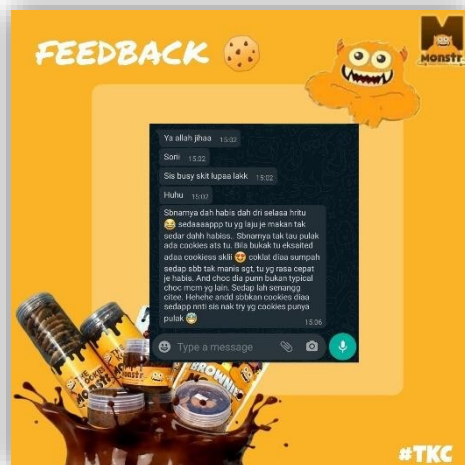 FEEDBACK
MONSTR
Ya allah jihaa 15:02
Sorii 15:02
Sis busy skit lupaa lakk 15:02
Huhu 15:02
Sbnarnya dah habis dah dri selasa hritu
sedaaaappp tu yg laju je makan tak
sedar dahh habiss.. Sbnarnya tak tau pulak
ada cookies ats tu. Bila bukak tu eksaited
adaa cookiess sklii coklat diaa sumpah
sedap sbb tak manis sgt, tu yg rasa cepat
je habis. And choc dia punn bukan typical
choc mcm yg lain. Sedap lah senangg
citee. Hehehe andd sbbkan cookies diaa
sedapp nnti sis nak try yg cookies punya
pulak 15:06
Type a message
BROWNIE
#TKC